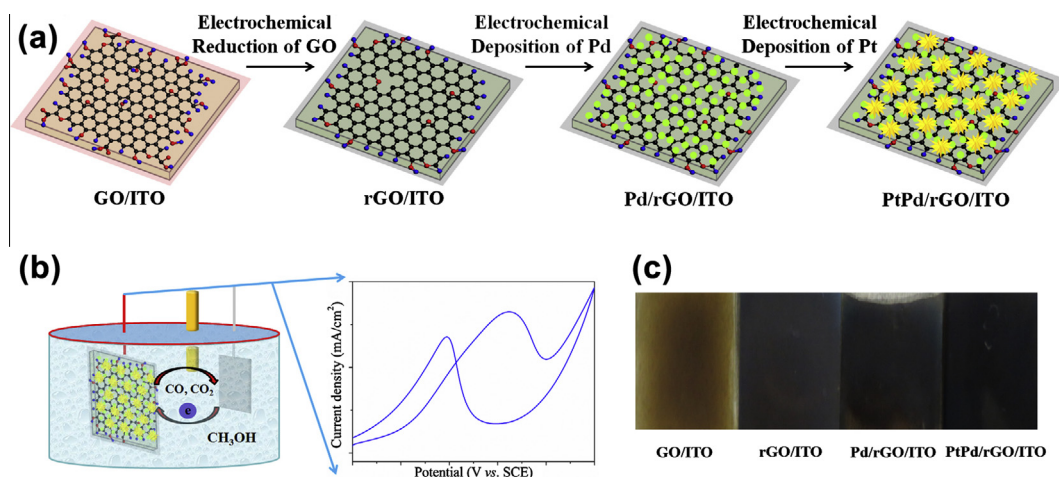 (a)
Electrochemical
Reduction of GO
Electrochemical
Deposition of Pd
Electrochemical
Deposition of Pt
GO/ITO
rGO/ITO
Pd/rGO/ITO
PtPd/rGO/ITO
(b)
CO, CO₂
e
CH₃OH
Current density (mA/cm²)
Potential (V vs. SCE)
(c)
GO/ITO
rGO/ITO
Pd/rGO/ITO
PtPd/rGO/ITO